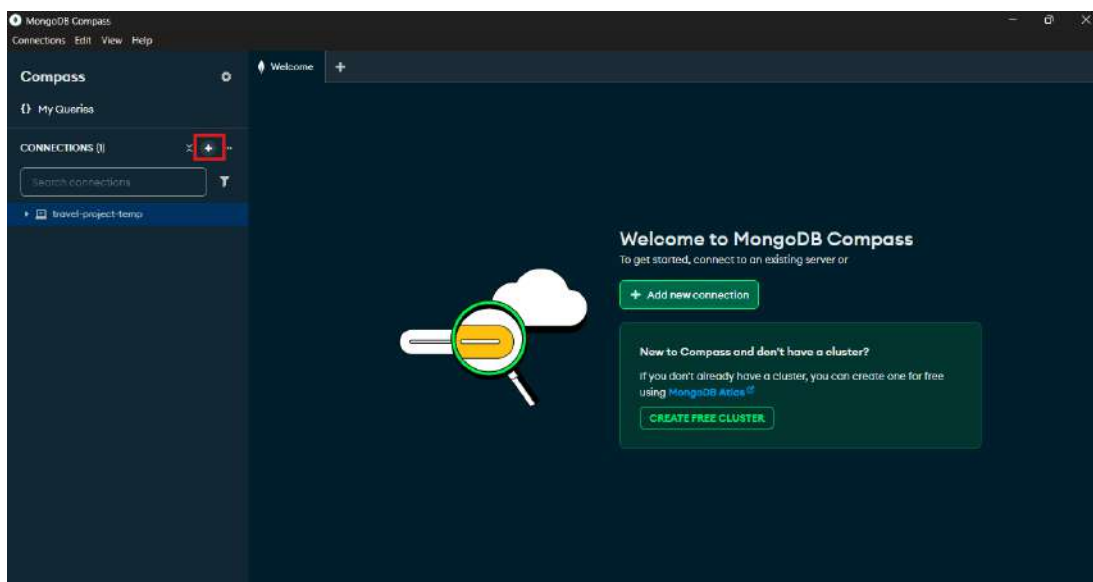 MongoDB Compass
Connections Edit View Help
Compass
{} My Queries
CONNECTIONS (1)
Search connections
travel-project-temp
Welcome
Welcome to MongoDB Compass
To get started, connect to an existing server or
+ Add new connection
New to Compass and don't have a cluster?
If you don't already have a cluster, you can create one for free
using MongoDB Atlas
CREATE FREE CLUSTER